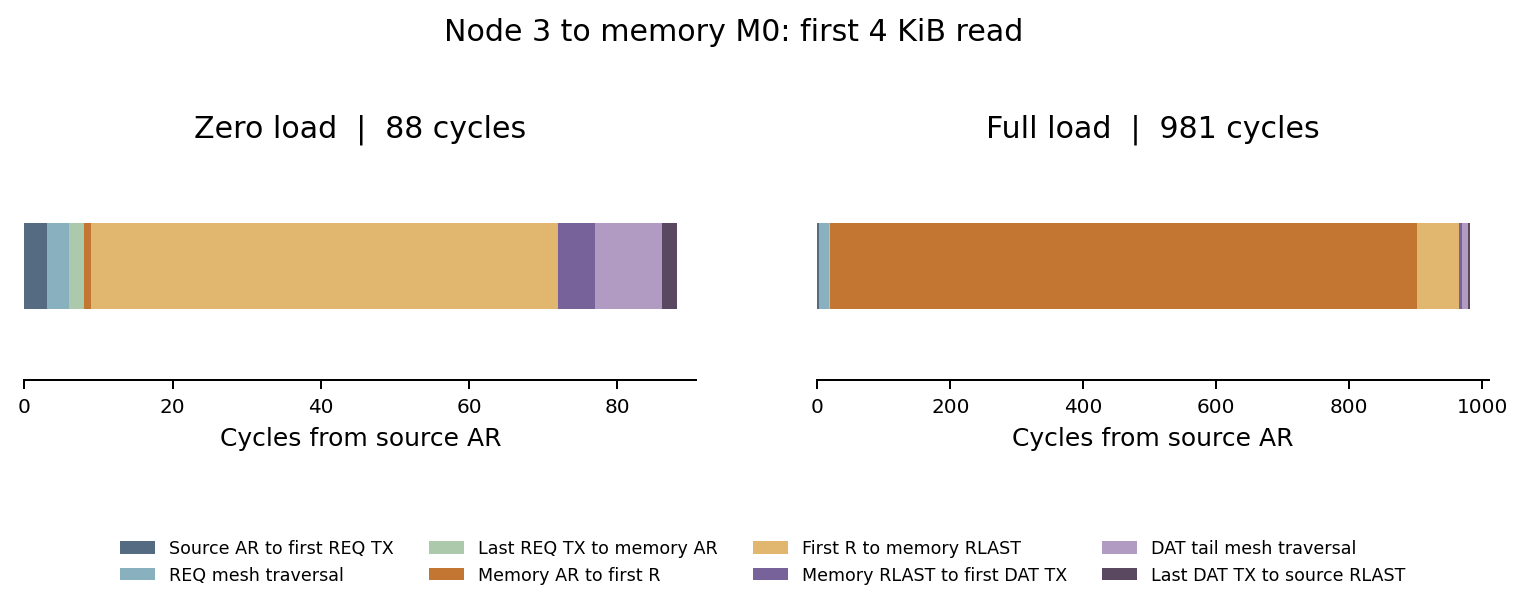 Node 3 to memory M0: first 4 KiB read
Zero load | 88 cycles
Full load | 981 cycles
0 20 40 60 80
Cycles from source AR
0 200 400 600 800 1000
Cycles from source AR
Source AR to first REQ TX
REQ mesh traversal
Last REQ TX to memory AR
Memory AR to first R
First R to memory RLAST
Memory RLAST to first DAT TX
DAT tail mesh traversal
Last DAT TX to source RLAST